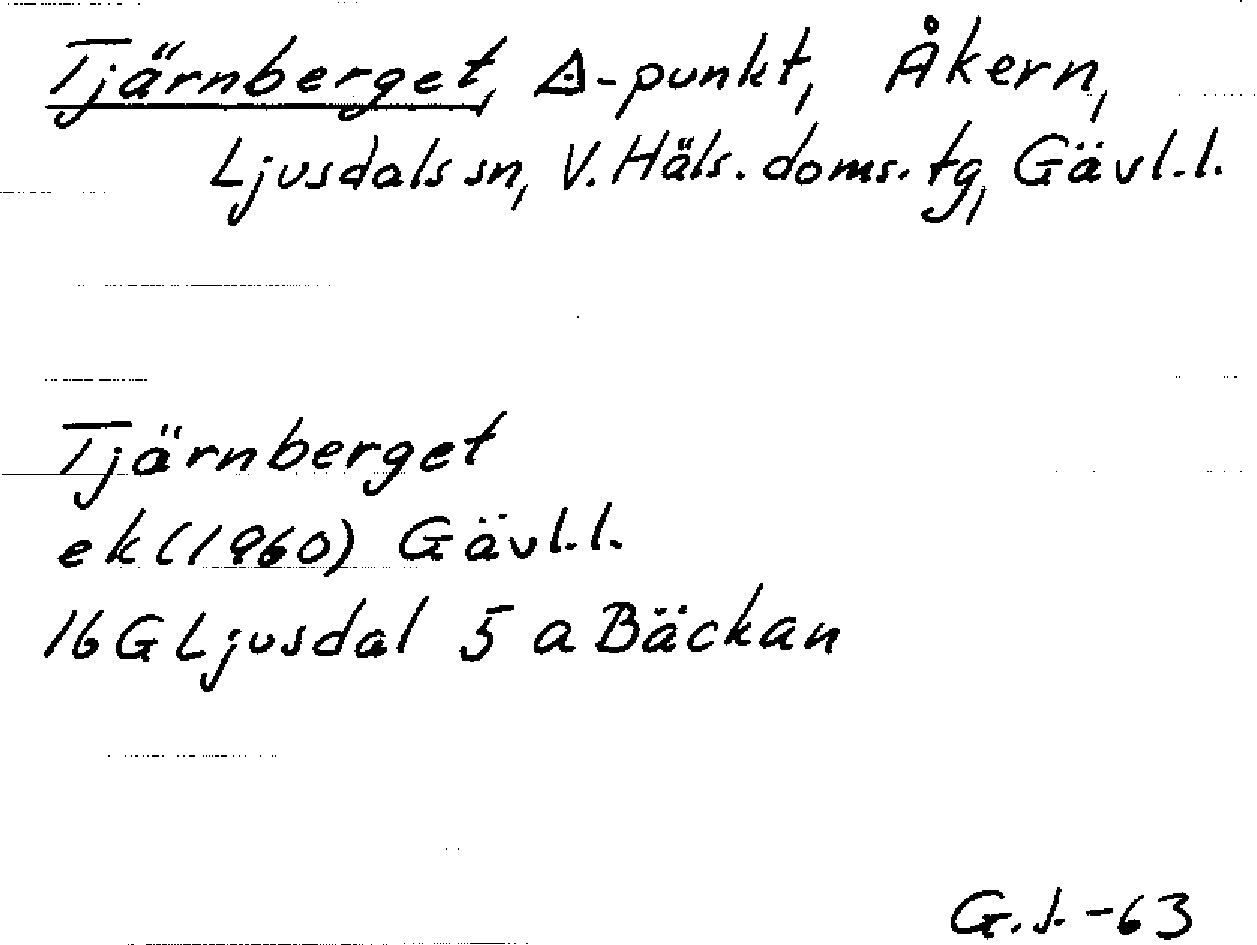 Tjärnberget, △-punkt, Åkern,
Ljusdals sn, V. Häls. doms. tg, Gävl.l.
Tjärnberget
ek (1960) Gävl.l.
16 G Ljusdal 5 a Bäckan
-63